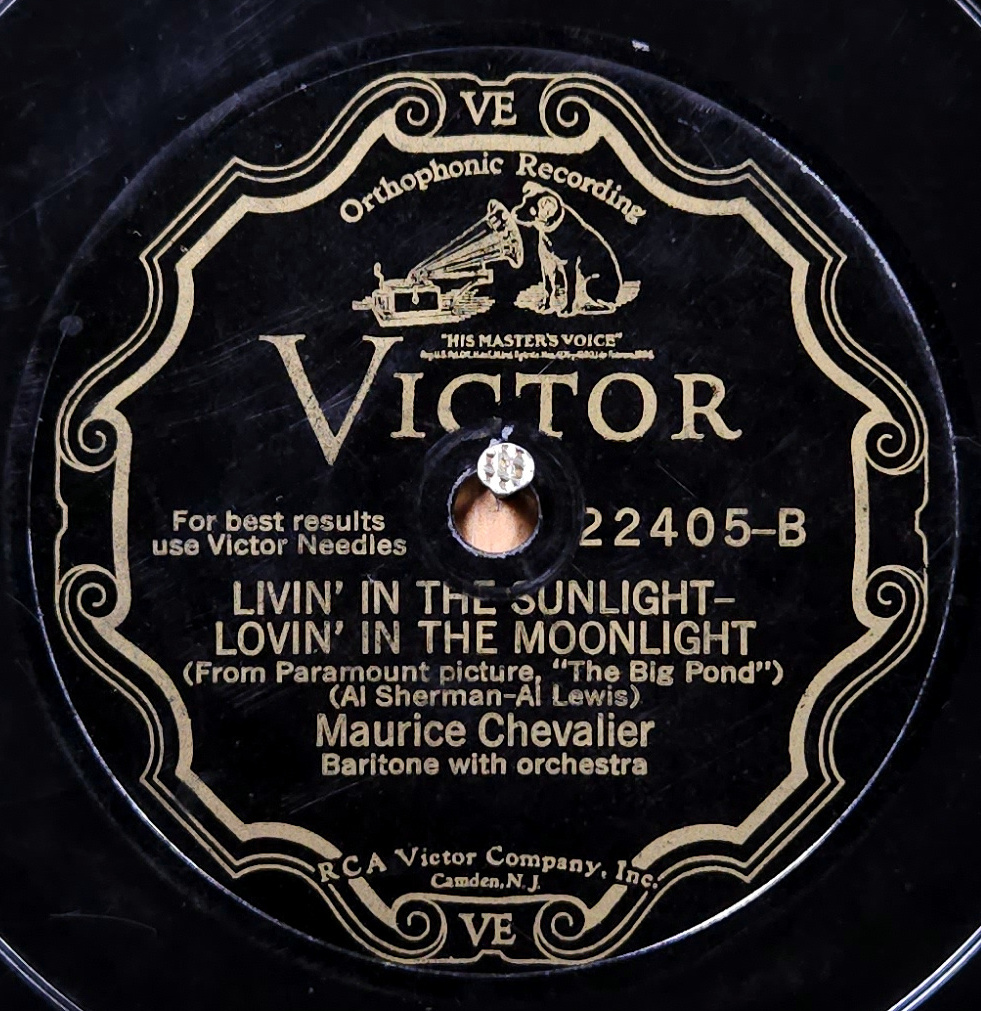 VE
Orthophonic Recording
"HIS MASTER'S VOICE"
VICTOR
For best results
use Victor Needles
22405-B
LIVIN' IN THE SUNLIGHT–
LOVIN' IN THE MOONLIGHT
(From Paramount picture, "The Big Pond")
(Al Sherman-Al Lewis)
Maurice Chevalier
Baritone with orchestra
RCA Victor Company, Inc.
Camden, N. J.
VE